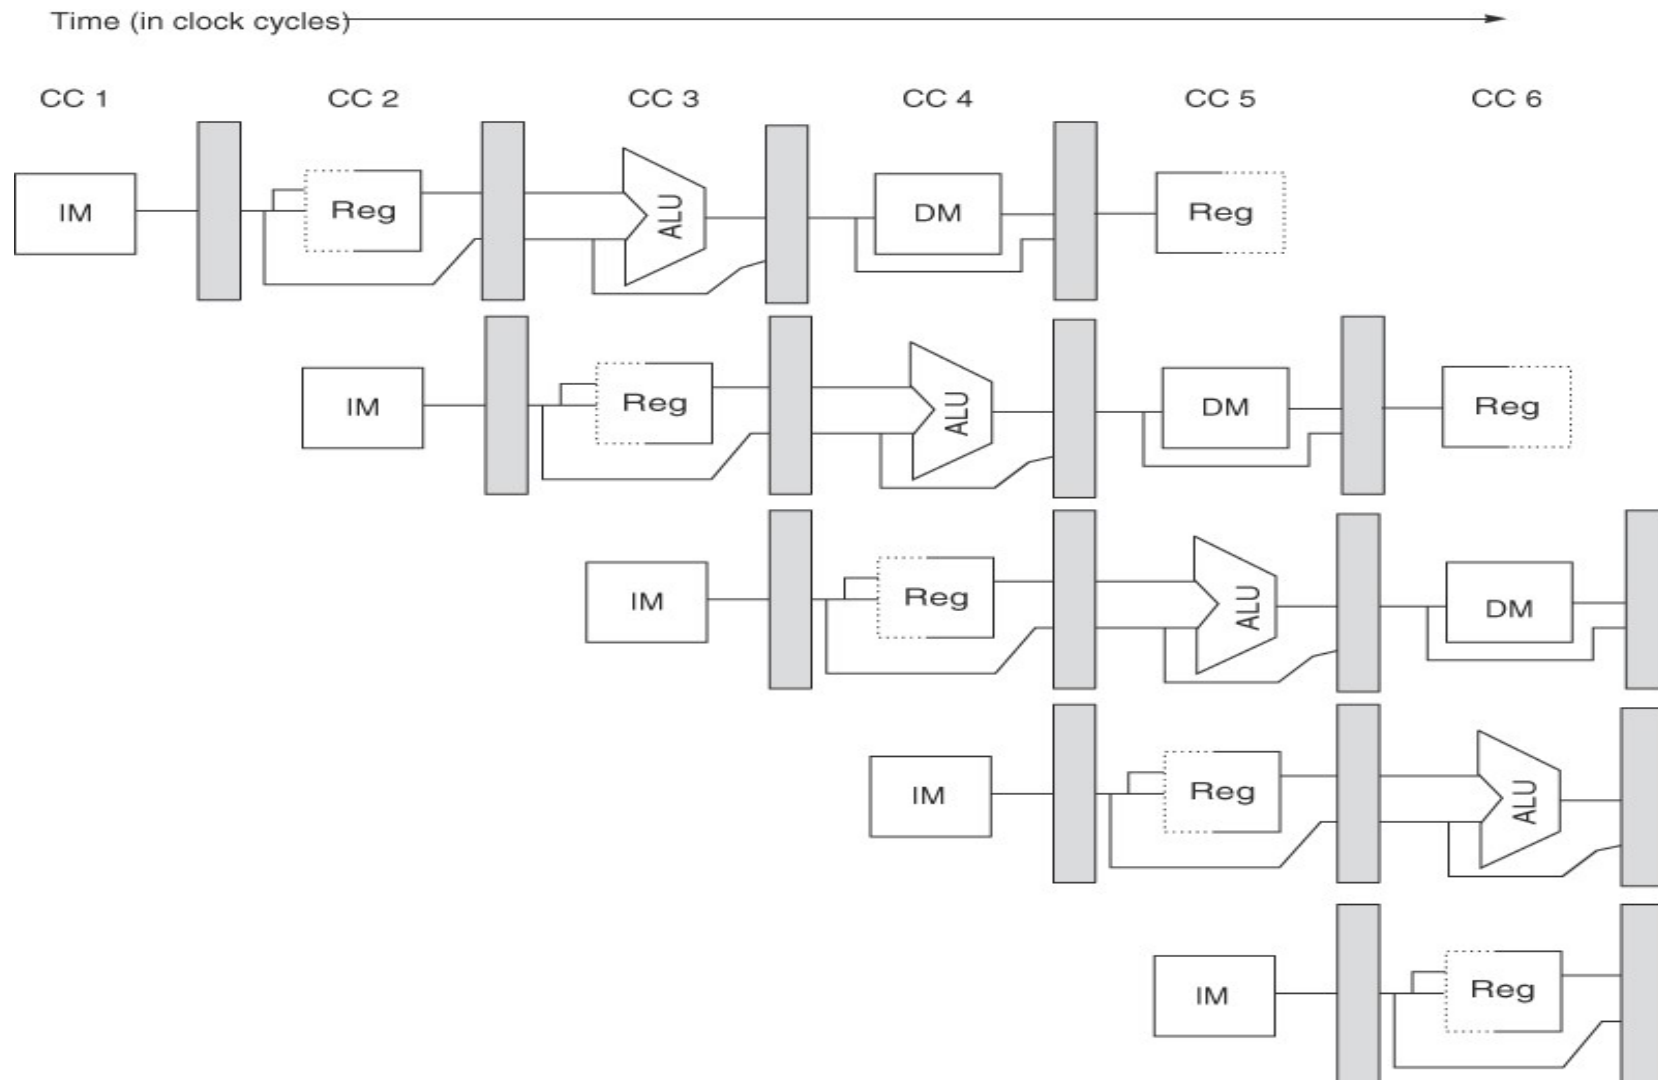 Time (in clock cycles)
CC 1 CC 2 CC 3 CC 4 CC 5 CC 6
IM Reg ALU DM Reg
IM Reg ALU DM Reg
IM Reg ALU DM
IM Reg ALU
IM Reg